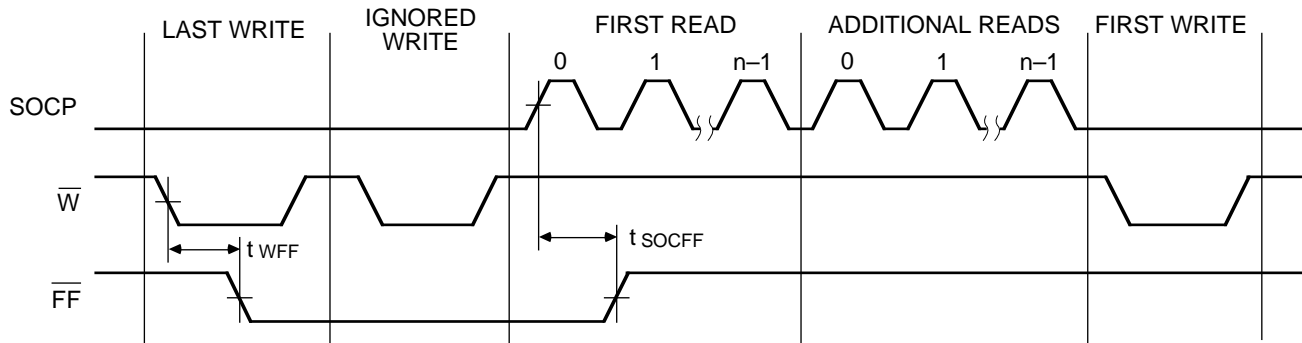 LAST WRITE
IGNORED
WRITE
FIRST READ
ADDITIONAL READS
FIRST WRITE
0 1 n–1 0 1 n–1
SOCP
W
t WFF
t SOCFF
FF